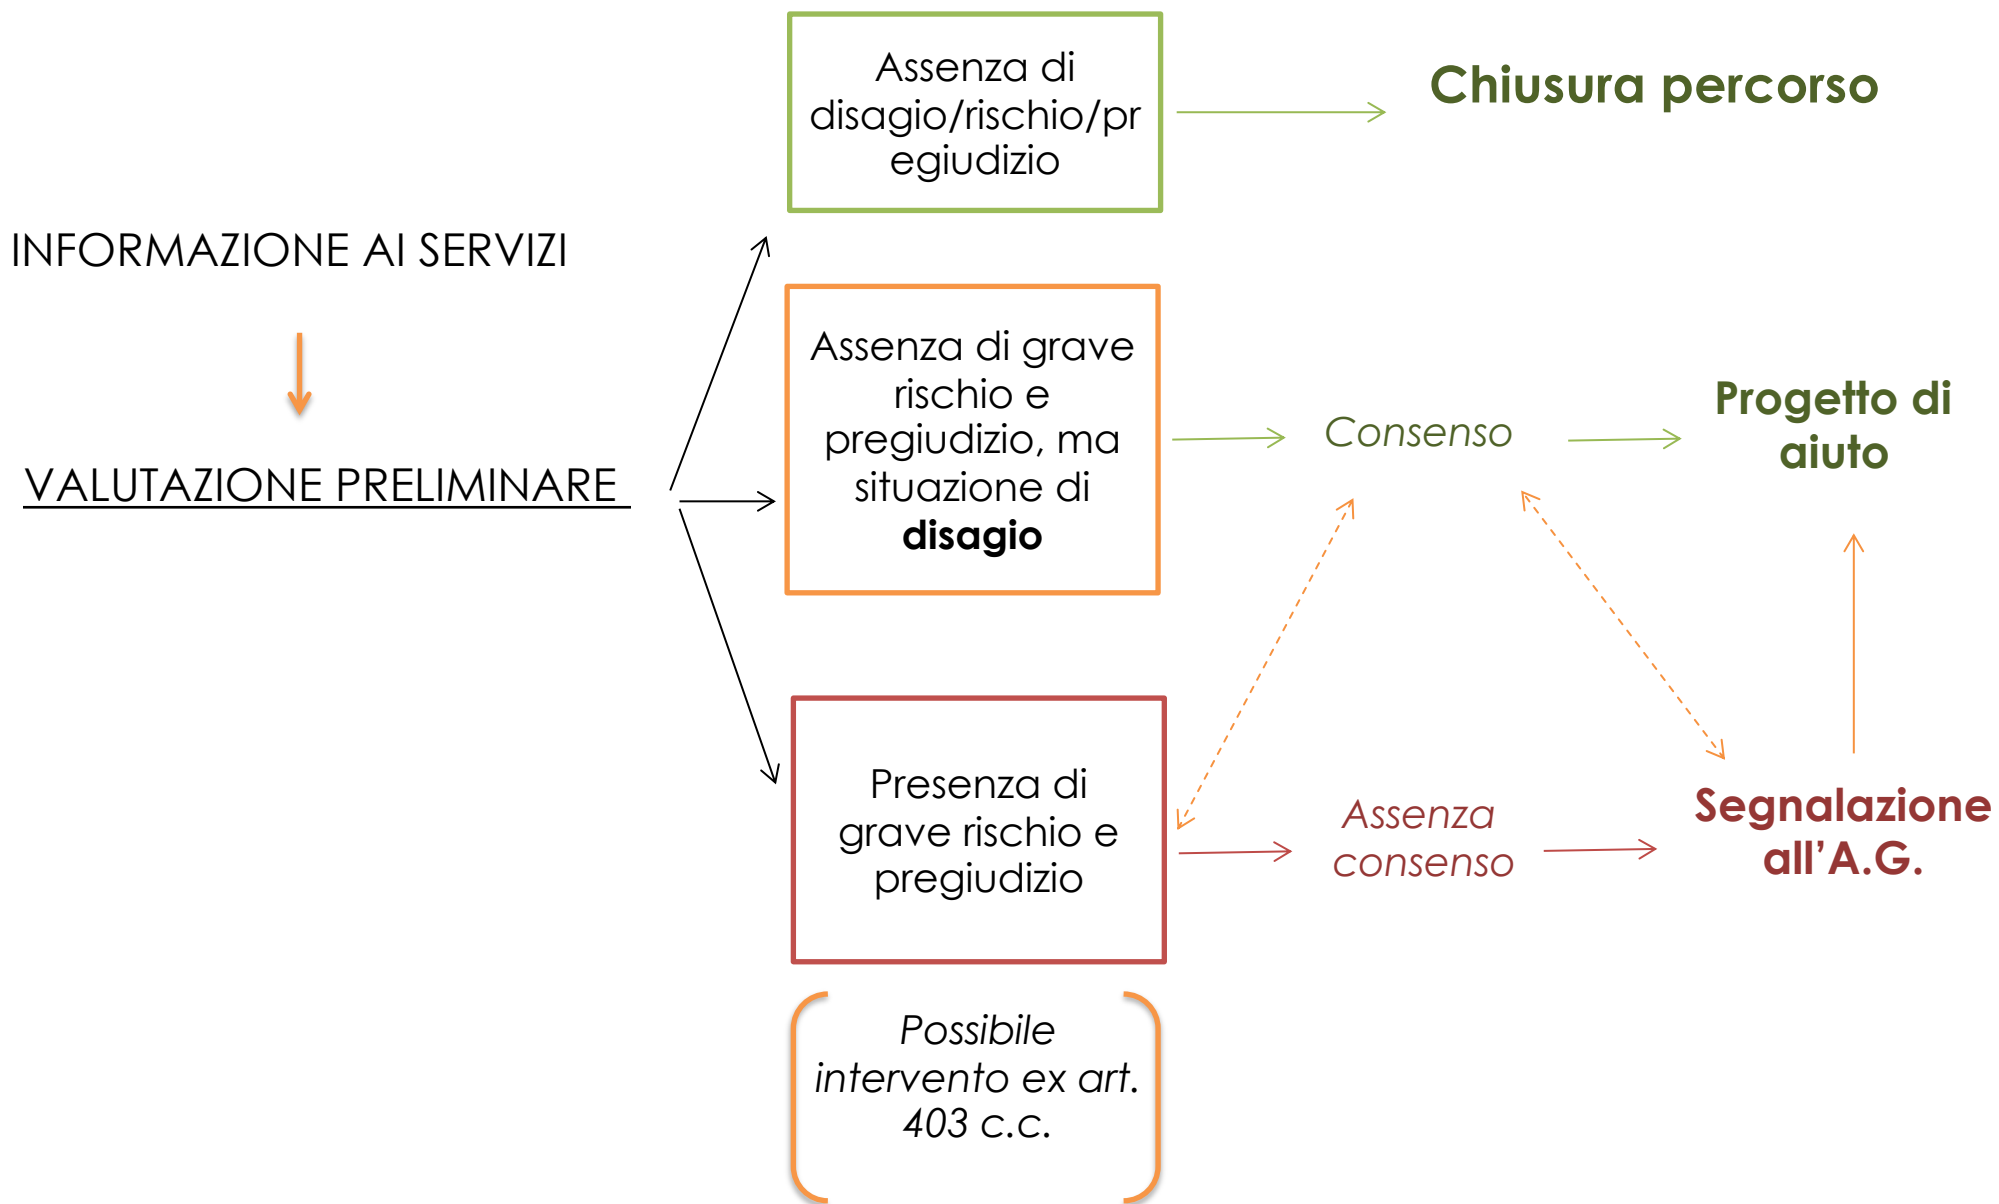 INFORMAZIONE AI SERVIZI
VALUTAZIONE PRELIMINARE
Assenza di
disagio/rischio/pr
egiudizio
Chiusura percorso
Assenza di grave
rischio e
pregiudizio, ma
situazione di
disagio
Consenso
Progetto di
aiuto
Presenza di
grave rischio e
pregiudizio
Assenza
consenso
Segnalazione
all’A.G.
Possibile
intervento ex art.
403 c.c.